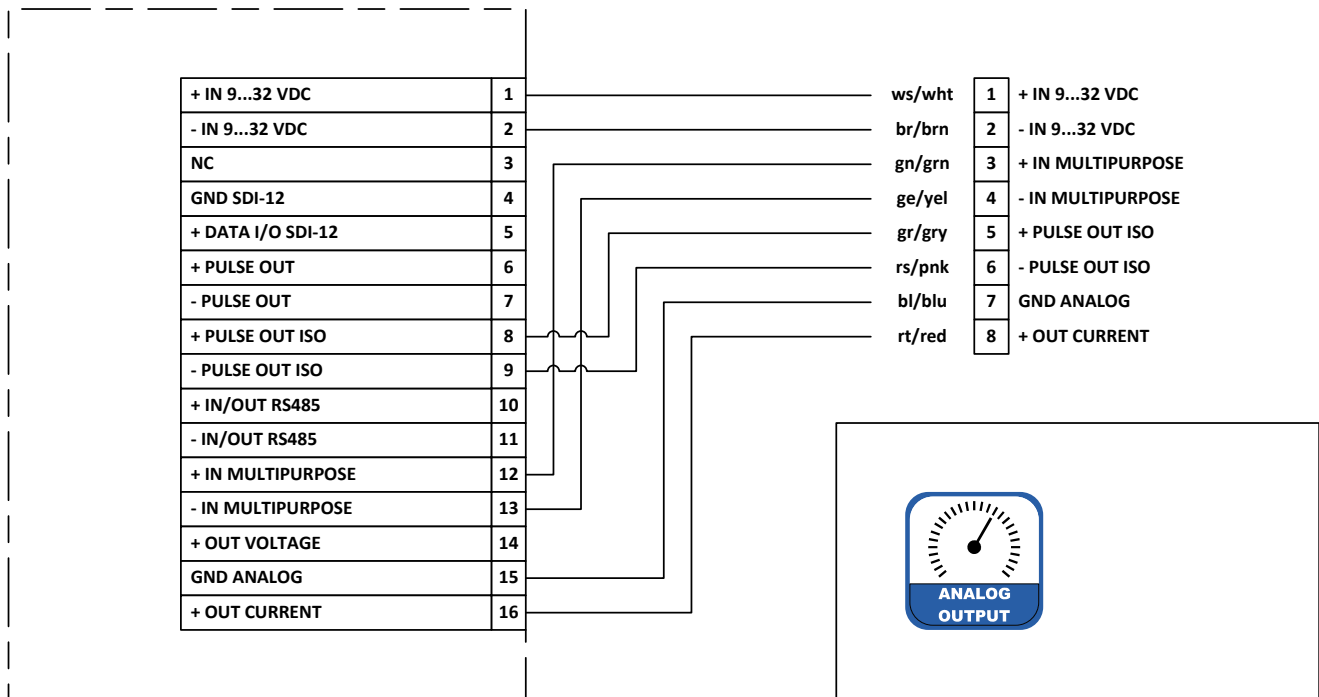 + IN 9...32 VDC 1 ws/wht 1 + IN 9...32 VDC
- IN 9...32 VDC 2 br/brn 2 - IN 9...32 VDC
NC 3 gn/grn 3 + IN MULTIPURPOSE
GND SDI-12 4 ge/yel 4 - IN MULTIPURPOSE
+ DATA I/O SDI-12 5 gr/gry 5 + PULSE OUT ISO
+ PULSE OUT 6 rs/pnk 6 - PULSE OUT ISO
- PULSE OUT 7 bl/blu 7 GND ANALOG
+ PULSE OUT ISO 8 rt/red 8 + OUT CURRENT
- PULSE OUT ISO 9
+ IN/OUT RS485 10
- IN/OUT RS485 11
+ IN MULTIPURPOSE 12
- IN MULTIPURPOSE 13
+ OUT VOLTAGE 14
GND ANALOG 15
+ OUT CURRENT 16
ANALOG
OUTPUT